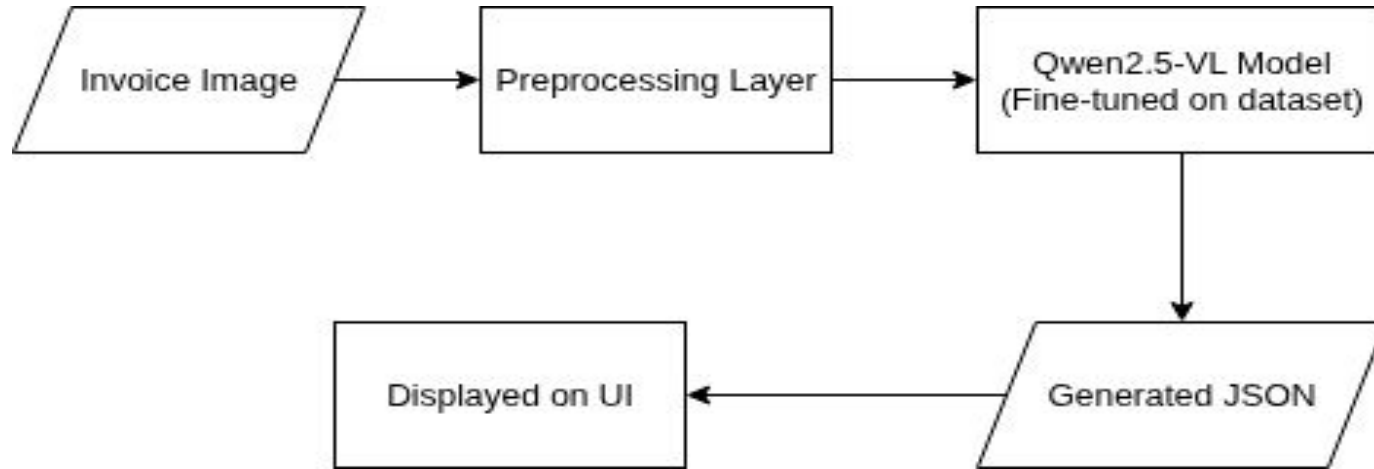 Invoice Image
Preprocessing Layer
Qwen2.5-VL Model
(Fine-tuned on dataset)
Generated JSON
Displayed on UI